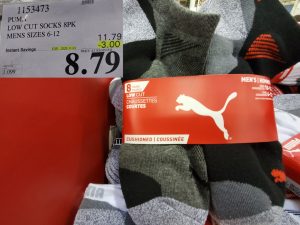 1153473
PUMA
LOW CUT SOCKS 8PK
MENS SIZES 6-12
11.79
Instant Savings
-3.00
8.79
8
LOW CUT
CHAUSSETTES
COURTES
MEN'S
CUSHIONED | COUSSINÉE